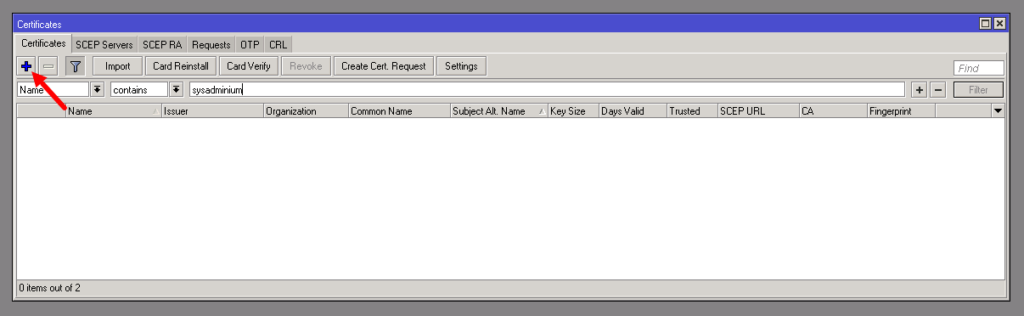 Certificates
Certificates SCEP Servers SCEP RA Requests OTP CRL
Import Card Reinstall Card Verify Revoke Create Cert. Request Settings Find
Name contains sysadminium + - Filter
Name Issuer Organization Common Name Subject Alt. Name Key Size Days Valid Trusted SCEP URL CA Fingerprint
0 items out of 2